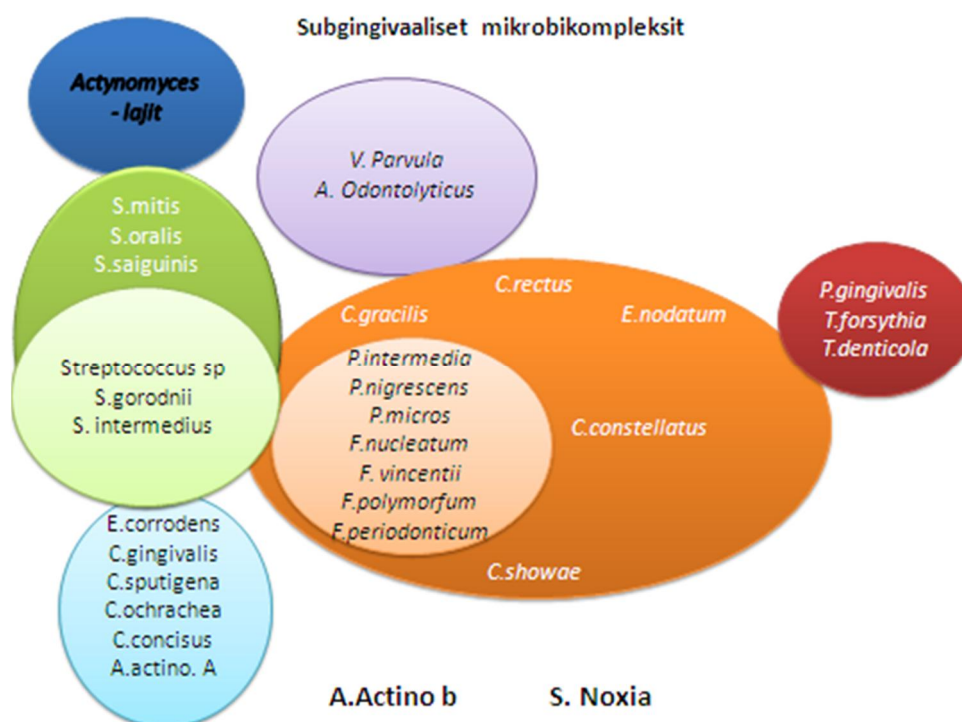 Subgingivaaliset mikrobikompleksit
Actynomyces
- lajit
V. Parvula
A. Odontolyticus
S.mitis
S.oralis
S.saiguinis
Streptococcus sp
S.gorodnii
S. intermedius
E.corrodens
C.gingivalis
C.sputigena
C.ochrachea
C.concisus
A.actino. A
C.rectus
C.gracilis
E.nodatum
P.intermedia
P.nigrescens
P.micros
F.nucleatum
F. vincentii
F.polymorfum
F.periodonticum
C.constellatus
C.showae
P.gingivalis
T.forsythia
T.denticola
A.Actino b
S. Noxia